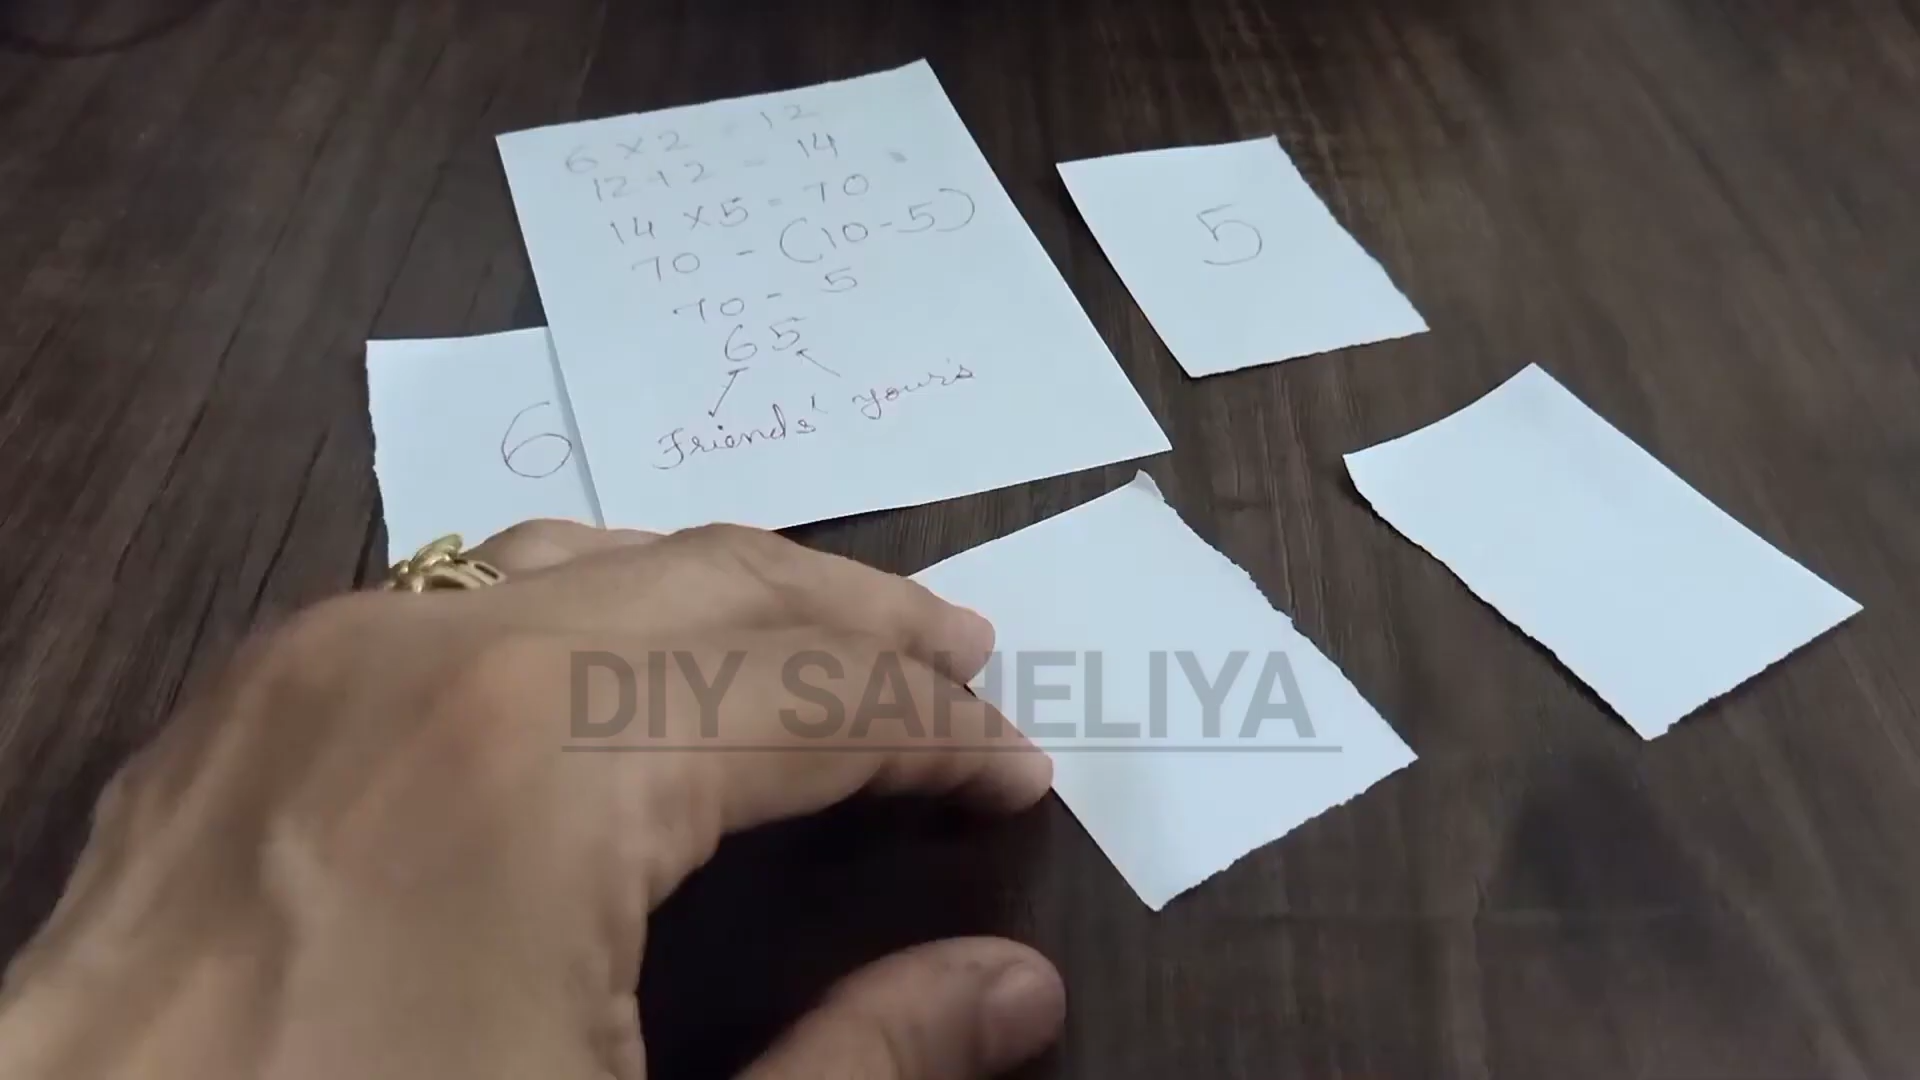 6 x 2 = 12
12 + 2 = 14
14 x 5 = 70
70 - (10-5)
70 - 5
65
Friends' your's
5
6
DIY SAHELIYA